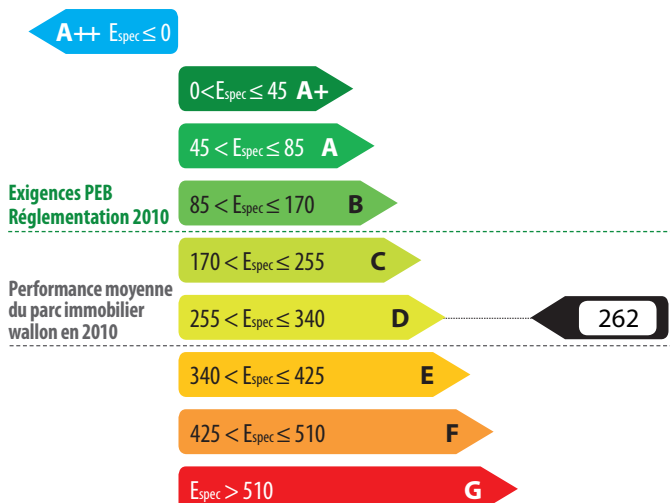 A++ Espec ≤ 0
0<Espec ≤ 45 A+
45 < Espec ≤ 85 A
Exigences PEB
Réglementation 2010
85 < Espec ≤ 170 B
170 < Espec ≤ 255 C
Performance moyenne
du parc immobilier
wallon en 2010
255 < Espec ≤ 340 D
262
340 < Espec ≤ 425 E
425 < Espec ≤ 510 F
Espec > 510 G